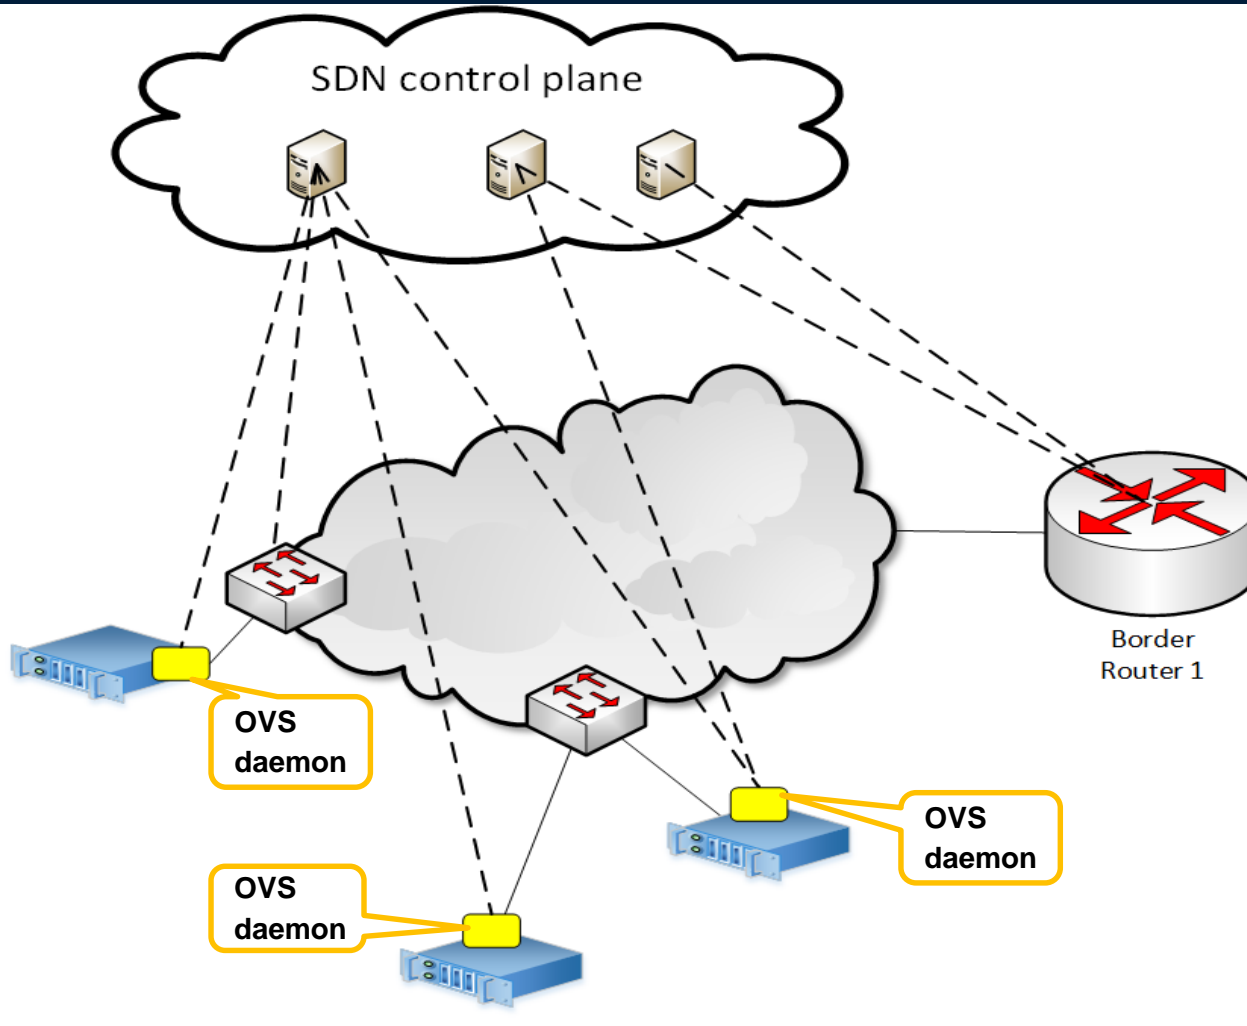 SDN control plane
Border
Router 1
OVS
daemon
OVS
daemon
OVS
daemon